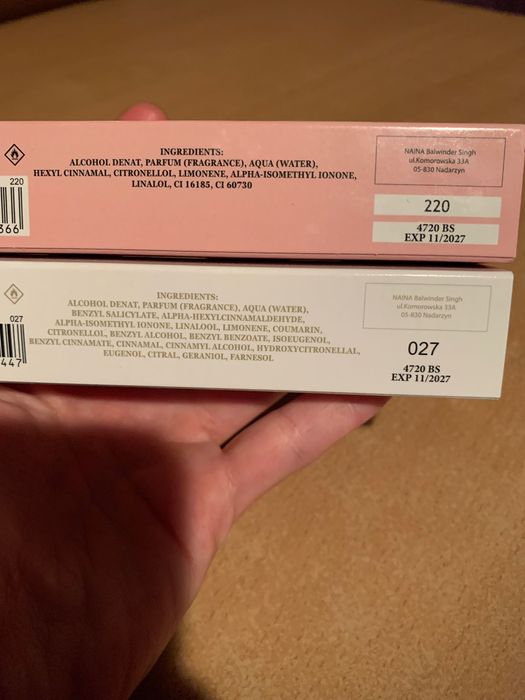 INGREDIENTS:
ALCOHOL DENAT, PARFUM (FRAGRANCE), AQUA (WATER),
HEXYL CINNAMAL, CITRONELLOL, LIMONENE, ALPHA-ISOMETHYL IONONE,
LINALOL, CI 16185, CI 60730
NAINA Balwinder Singh
ul.Komorowska 33A
05-830 Nadarzyn
220
366
220
4720 BS
EXP 11/2027
INGREDIENTS:
ALCOHOL DENAT, PARFUM (FRAGRANCE), AQUA (WATER),
BENZYL SALICYLATE, ALPHA-HEXYLCINNAMALDEHYDE,
ALPHA-ISOMETHYL IONONE, LINALOOL, LIMONENE, COUMARIN,
CITRONELLOL, BENZYL ALCOHOL, BENZYL BENZOATE, ISOEUGENOL,
BENZYL CINNAMATE, CINNAMAL, CINNAMYL ALCOHOL, HYDROXYCITRONELLAL,
EUGENOL, CITRAL, GERANIOL, FARNESOL
NAINA Balwinder Singh
ul.Komorowska 33A
05-830 Nadarzyn
027
447
027
4720 BS
EXP 11/2027